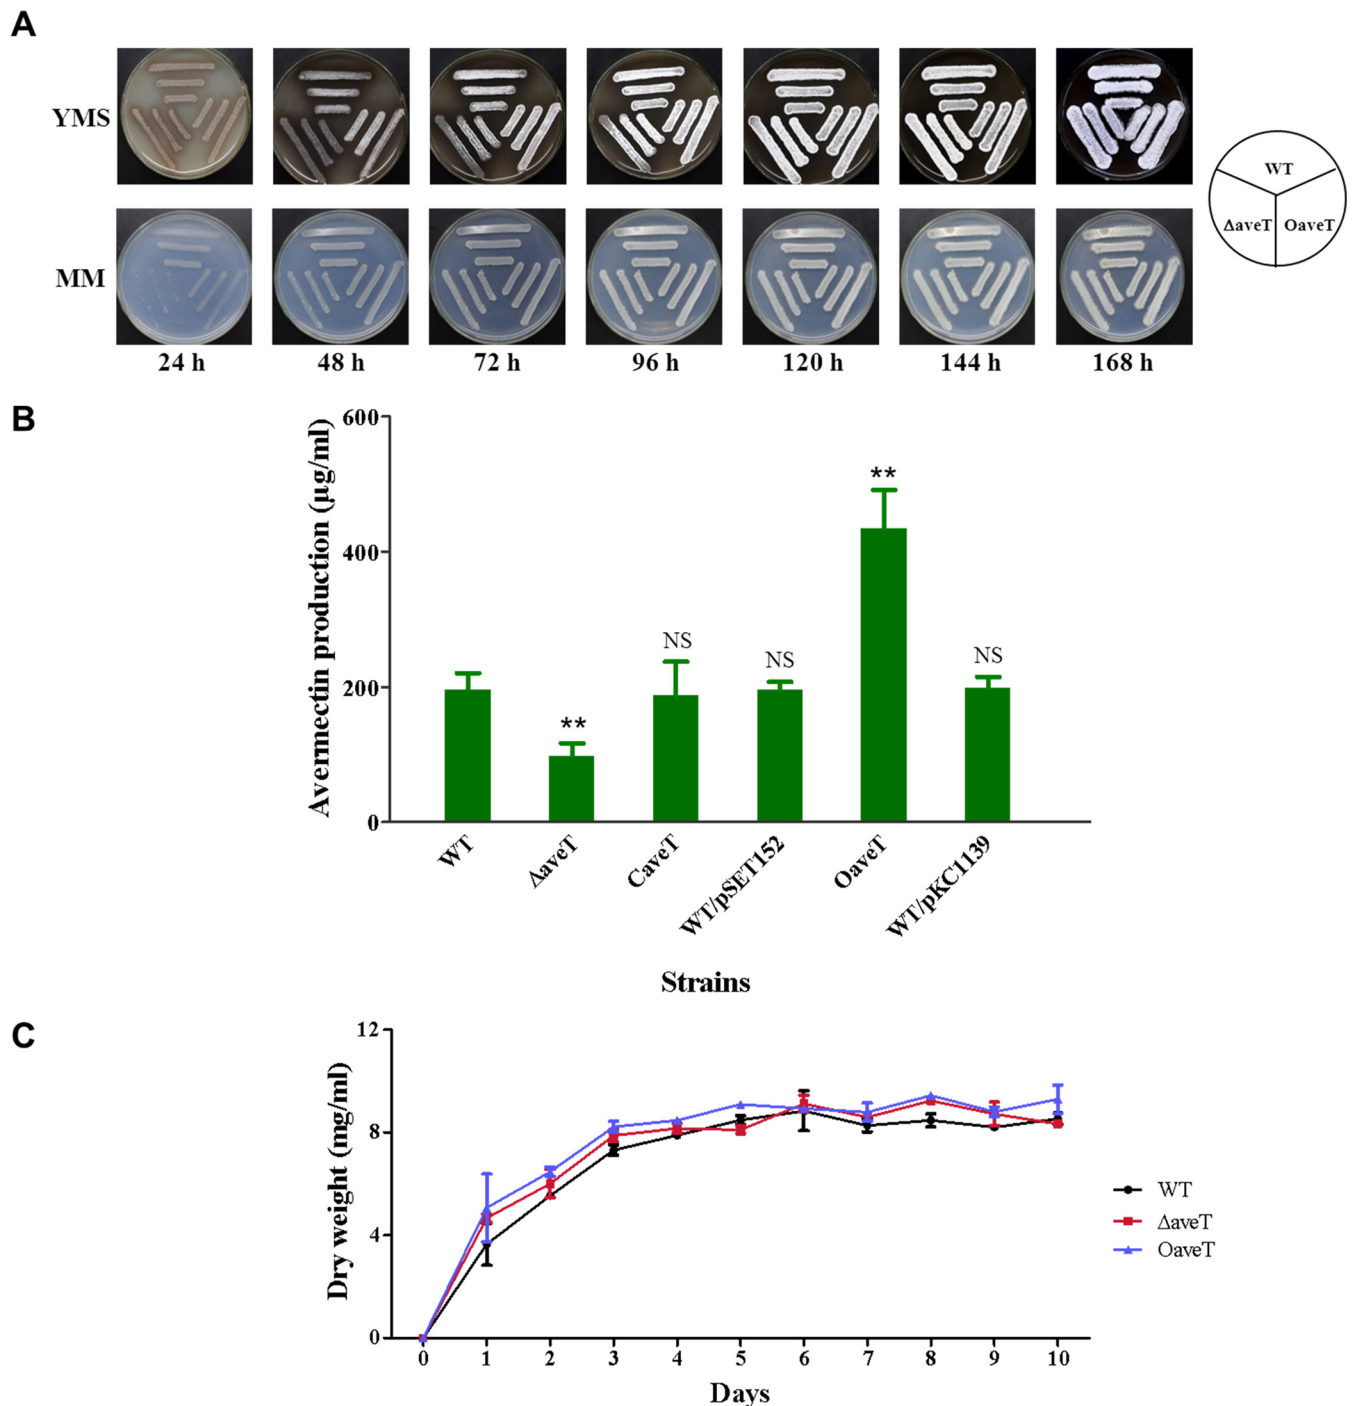 A
YMS
MM
24 h 48 h 72 h 96 h 120 h 144 h 168 h
WT
ΔaveT OaveT
B
Avermectin production (μg/ml)
600
400
200
0
** 
NS
NS
**
NS
WT
ΔaveT
CaveT
WT/pSET152
OaveT
WT/pKC1139
Strains
C
Dry weight (mg/ml)
12
8
4
0
0 1 2 3 4 5 6 7 8 9 10
Days
WT
ΔaveT
OaveT